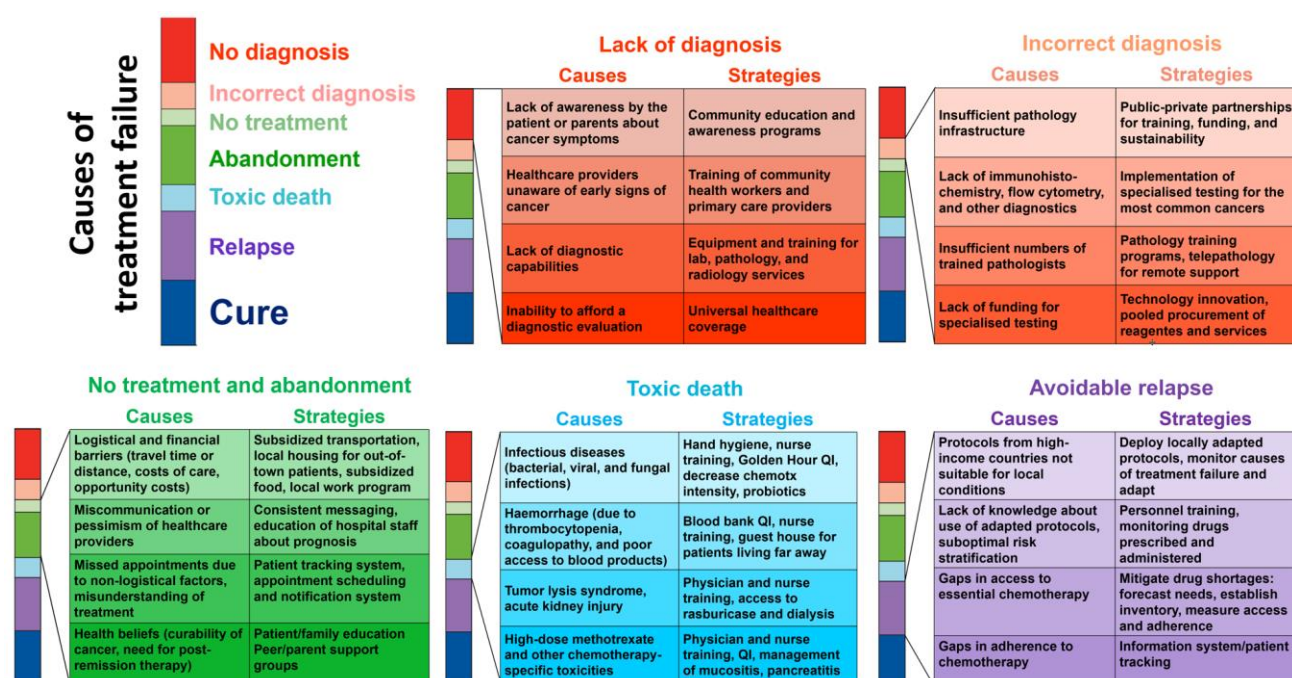 Causes of
treatment failure
No diagnosis
Incorrect diagnosis
No treatment
Abandonment
Toxic death
Relapse
Cure
Lack of diagnosis
Causes
Strategies
Lack of awareness by the
patient or parents about
cancer symptoms
Community education and
awareness programs
Healthcare providers
unaware of early signs of
cancer
Training of community
health workers and
primary care providers
Lack of diagnostic
capabilities
Equipment and training for
lab, pathology, and
radiology services
Inability to afford a
diagnostic evaluation
Universal healthcare
coverage
Incorrect diagnosis
Causes
Strategies
Insufficient pathology
infrastructure
Public-private partnerships
for training, funding, and
sustainability
Lack of immunohisto-
chemistry, flow cytometry,
and other diagnostics
Implementation of
specialised testing for the
most common cancers
Insufficient numbers of
trained pathologists
Pathology training
programs, telepathology
for remote support
Lack of funding for
specialised testing
Technology innovation,
pooled procurement of
reagentes and services
No treatment and abandonment
Causes
Strategies
Logistical and financial
barriers (travel time or
distance, costs of care,
opportunity costs)
Subsidized transportation,
local housing for out-of-
town patients, subsidized
food, local work program
Miscommunication or
pessimism of healthcare
providers
Consistent messaging,
education of hospital staff
about prognosis
Missed appointments due
to non-logistical factors,
misunderstanding of
treatment
Patient tracking system,
appointment scheduling
and notification system
Health beliefs (curability of
cancer, need for post-
remission therapy)
Patient/family education
Peer/parent support
groups
Toxic death
Causes
Strategies
Infectious diseases
(bacterial, viral, and fungal
infections)
Hand hygiene, nurse
training, Golden Hour QI,
decrease chemotx
intensity, probiotics
Haemorrhage (due to
thrombocytopenia,
coagulopathy, and poor
access to blood products)
Blood bank QI, nurse
training, guest house for
patients living far away
Tumor lysis syndrome,
acute kidney injury
Physician and nurse
training, access to
rasburicase and dialysis
High-dose methotrexate
and other chemotherapy-
specific toxicities
Physician and nurse
training, QI, management
of mucositis, pancreatitis
Avoidable relapse
Causes
Strategies
Protocols from high-
income countries not
suitable for local
conditions
Deploy locally adapted
protocols, monitor causes
of treatment failure and
adapt
Lack of knowledge about
use of adapted protocols,
suboptimal risk
stratification
Personnel training,
monitoring drugs
prescribed and
administered
Gaps in access to
essential chemotherapy
Mitigate drug shortages:
forecast needs, establish
inventory, measure access
and adherence
Gaps in adherence to
chemotherapy
Information system/patient
tracking